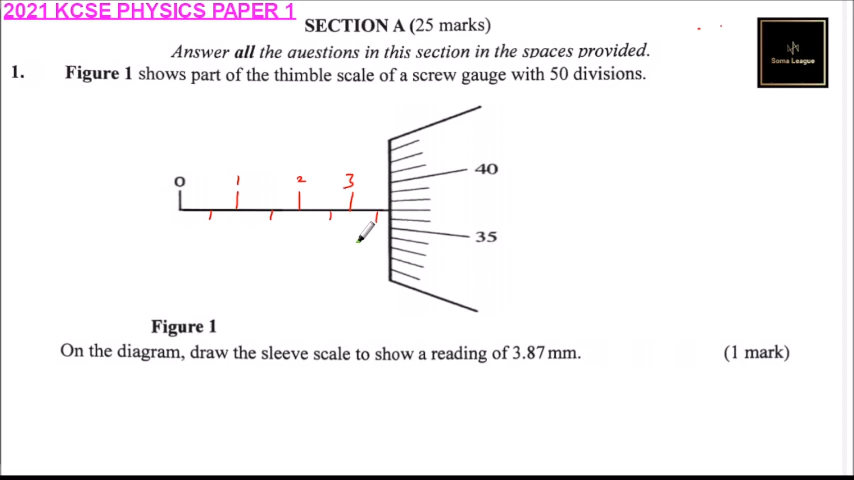 2021 KCSE PHYSICS PAPER 1
SECTION A (25 marks)
Answer all the questions in this section in the spaces provided.
Soma League
1. Figure 1 shows part of the thimble scale of a screw gauge with 50 divisions.
0 1 2 3
40
35
Figure 1
On the diagram, draw the sleeve scale to show a reading of 3.87 mm. (1 mark)